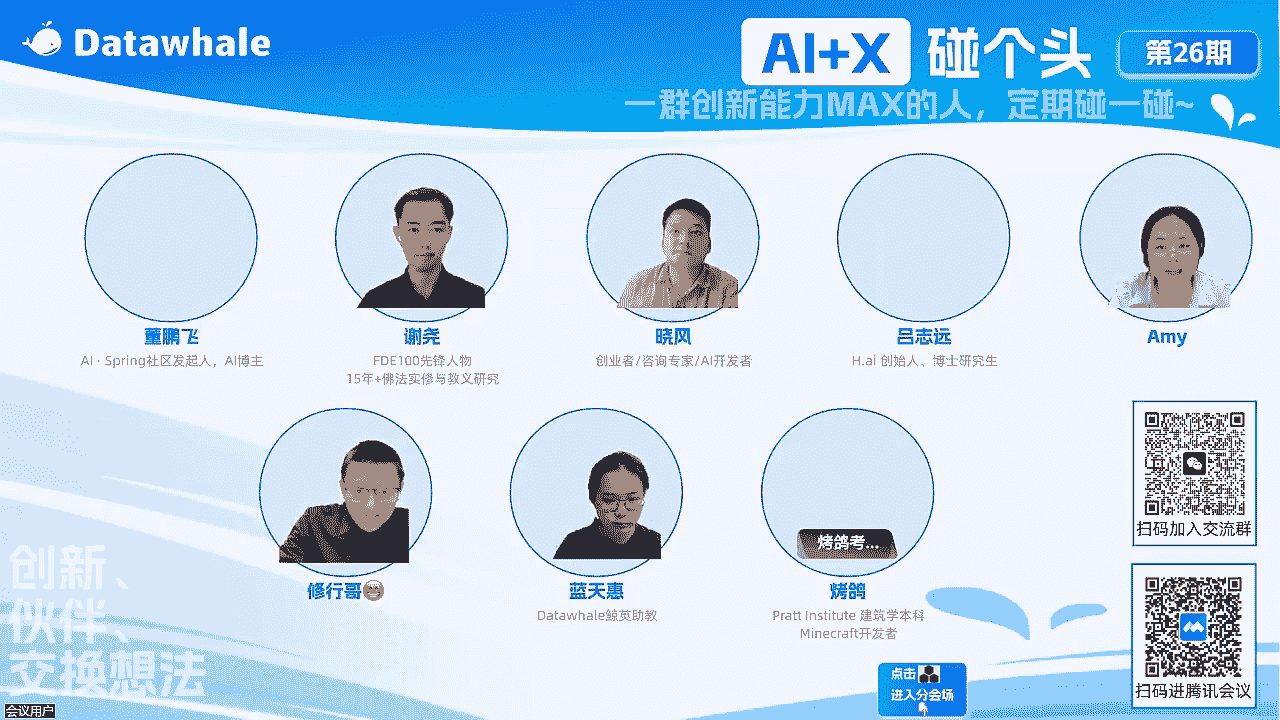 Datawhale
AI+X 碰个头 第26期
一群创新能力MAX的人，定期碰一碰~
董鹏飞
AI · Spring社区发起人，AI博主
谢尧
FDE100先锋人物
15年+佛法实修与教义研究
晓风
创业者/咨询专家/AI开发者
吕志远
H.ai 创始人、博士研究生
Amy
修行哥
蓝天惠
Datawhale鲸英助教
烤鸽考...
烤鸽
Pratt Institute 建筑学本科
Minecraft开发者
扫码加入交流群
扫码进腾讯会议
创新、
伙伴、
交换想法
点击
进入分会场
会议用户